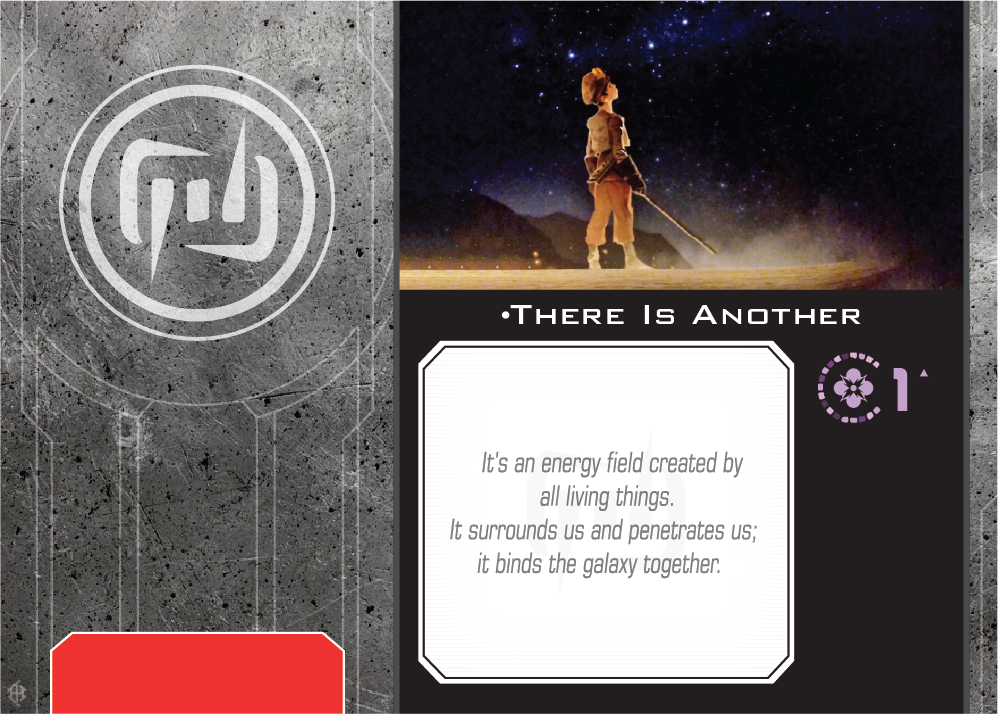 •There Is Another
1
It's an energy field created by
all living things.
It surrounds us and penetrates us;
it binds the galaxy together.